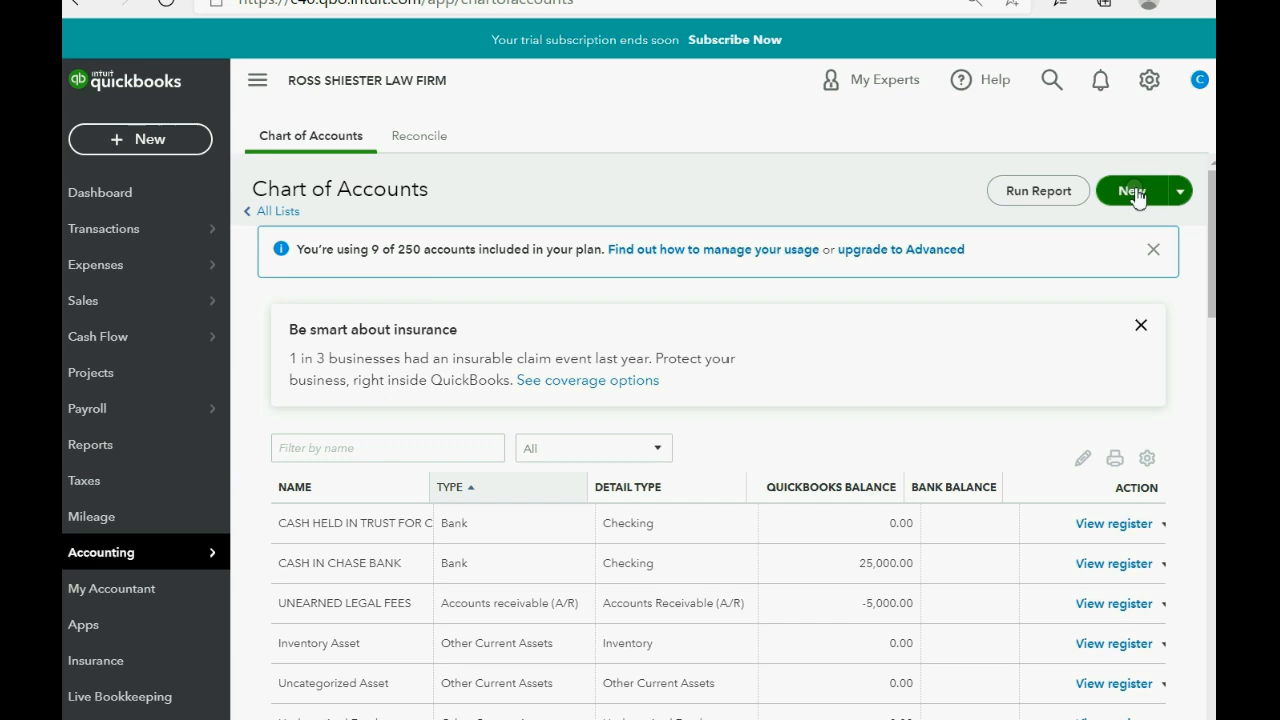 https://c40.qbo.intuit.com/app/chartofaccounts
Your trial subscription ends soon Subscribe Now
intuit quickbooks
ROSS SHIESTER LAW FIRM
My Experts
Help
C
+ New
Chart of Accounts
Reconcile
Dashboard
Transactions
Expenses
Sales
Cash Flow
Projects
Payroll
Reports
Taxes
Mileage
Accounting
My Accountant
Apps
Insurance
Live Bookkeeping
Chart of Accounts
All Lists
Run Report
New
You're using 9 of 250 accounts included in your plan. Find out how to manage your usage or upgrade to Advanced
Be smart about insurance
1 in 3 businesses had an insurable claim event last year. Protect your
business, right inside QuickBooks. See coverage options
Filter by name
All
NAME TYPE DETAIL TYPE QUICKBOOKS BALANCE BANK BALANCE ACTION
CASH HELD IN TRUST FOR C Bank Checking 0.00 View register
CASH IN CHASE BANK Bank Checking 25,000.00 View register
UNEARNED LEGAL FEES Accounts receivable (A/R) Accounts Receivable (A/R) -5,000.00 View register
Inventory Asset Other Current Assets Inventory 0.00 View register
Uncategorized Asset Other Current Assets Other Current Assets 0.00 View register